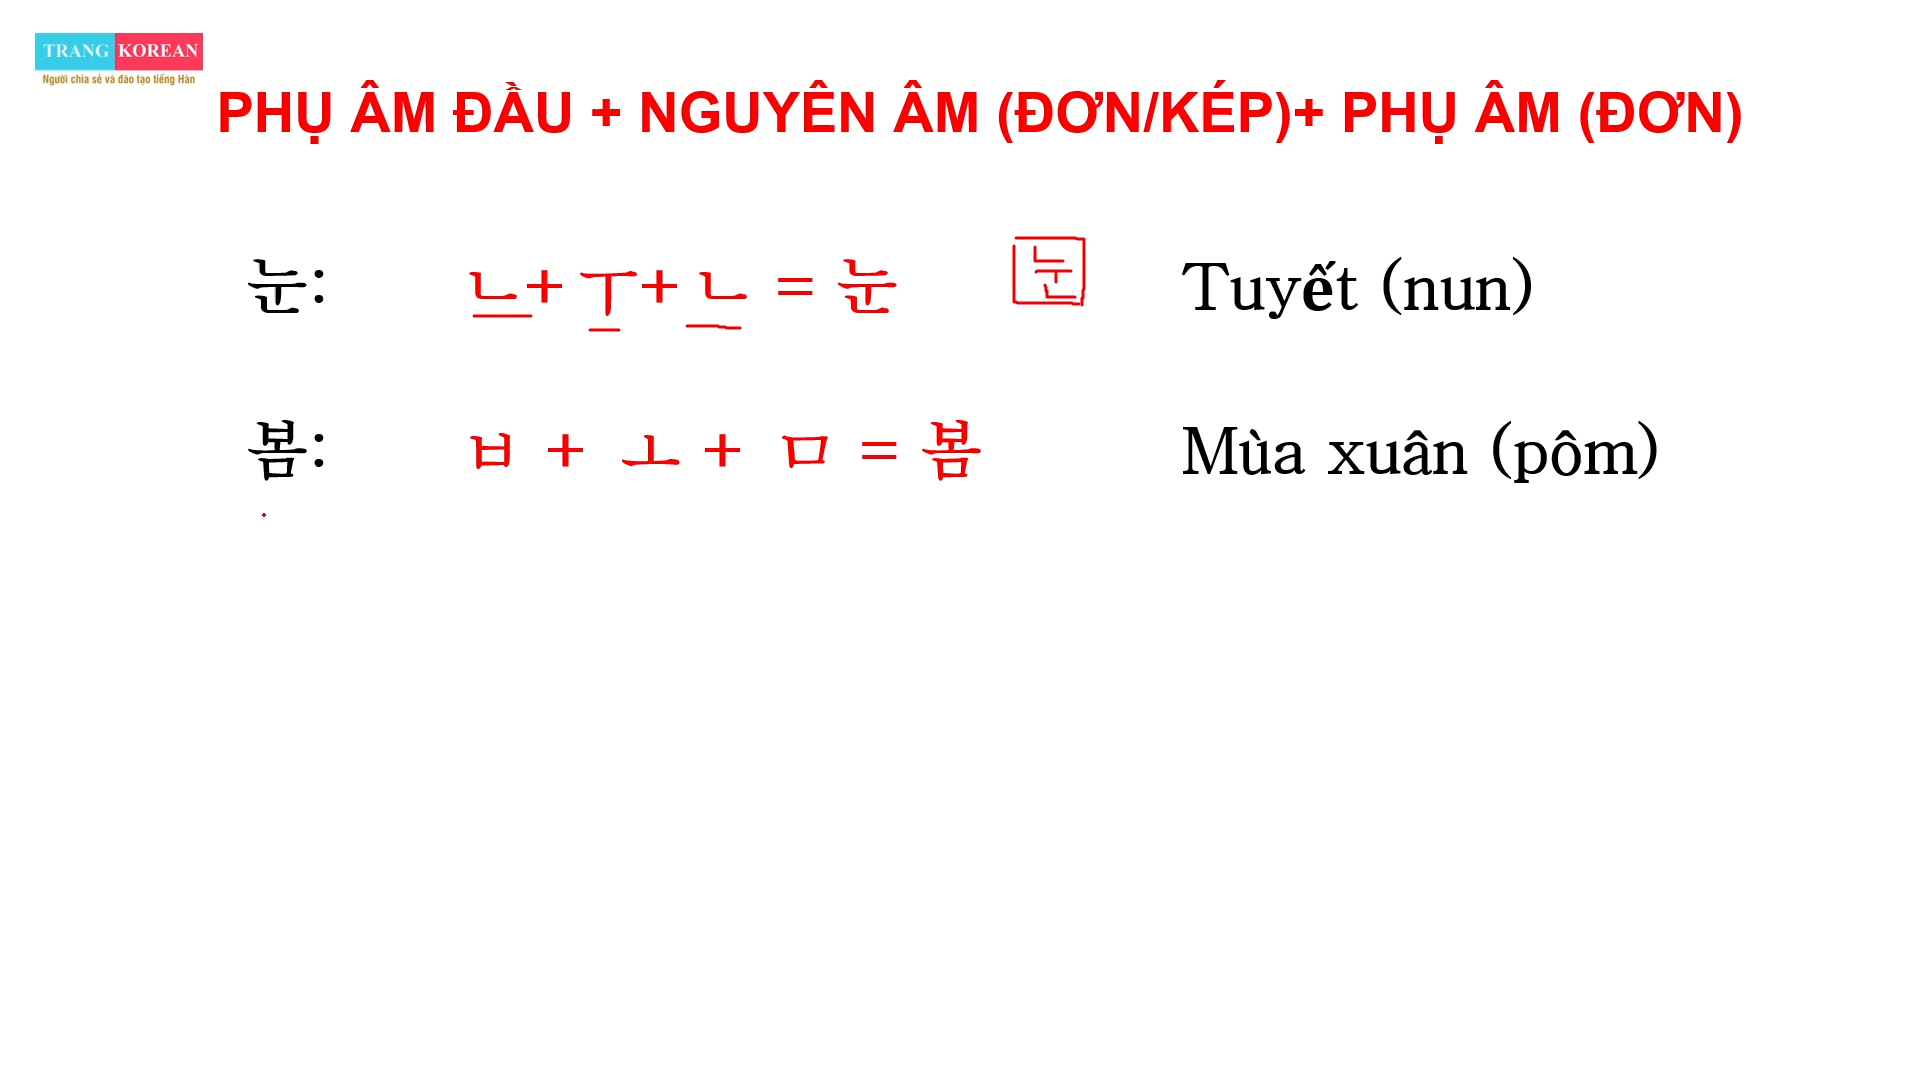 TRANG KOREAN
Người chia sẻ và đào tạo tiếng Hàn
PHỤ ÂM ĐẦU + NGUYÊN ÂM (ĐƠN/KÉP)+ PHỤ ÂM (ĐƠN)
눈: ㄴ+ ㅜ+ ㄴ = 눈 눈 Tuyết (nun)
봄: ㅂ + ㅗ + ㅁ = 봄 Mùa xuân (pôm)